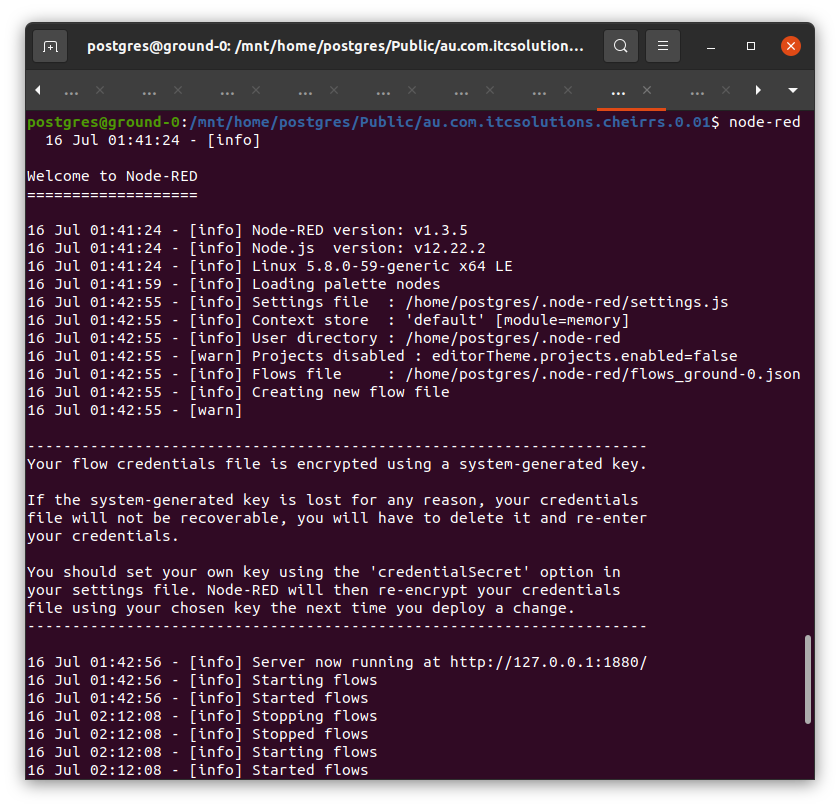 postgres@ground-0: /mnt/home/postgres/Public/au.com.itcsolution...
... ... ... ... ... ... ... ... ...
postgres@ground-0:/mnt/home/postgres/Public/au.com.itcsolutions.cheirrs.0.01$ node-red
16 Jul 01:41:24 - [info]
Welcome to Node-RED
===================
16 Jul 01:41:24 - [info] Node-RED version: v1.3.5
16 Jul 01:41:24 - [info] Node.js  version: v12.22.2
16 Jul 01:41:24 - [info] Linux 5.8.0-59-generic x64 LE
16 Jul 01:41:59 - [info] Loading palette nodes
16 Jul 01:42:55 - [info] Settings file  : /home/postgres/.node-red/settings.js
16 Jul 01:42:55 - [info] Context store  : 'default' [module=memory]
16 Jul 01:42:55 - [info] User directory : /home/postgres/.node-red
16 Jul 01:42:55 - [warn] Projects disabled : editorTheme.projects.enabled=false
16 Jul 01:42:55 - [info] Flows file     : /home/postgres/.node-red/flows_ground-0.json
16 Jul 01:42:55 - [info] Creating new flow file
16 Jul 01:42:55 - [warn]
---------------------------------------------------------------------
Your flow credentials file is encrypted using a system-generated key.
If the system-generated key is lost for any reason, your credentials
file will not be recoverable, you will have to delete it and re-enter
your credentials.
You should set your own key using the 'credentialSecret' option in
your settings file. Node-RED will then re-encrypt your credentials
file using your chosen key the next time you deploy a change.
---------------------------------------------------------------------
16 Jul 01:42:56 - [info] Server now running at http://127.0.0.1:1880/
16 Jul 01:42:56 - [info] Starting flows
16 Jul 01:42:56 - [info] Started flows
16 Jul 02:12:08 - [info] Stopping flows
16 Jul 02:12:08 - [info] Stopped flows
16 Jul 02:12:08 - [info] Starting flows
16 Jul 02:12:08 - [info] Started flows